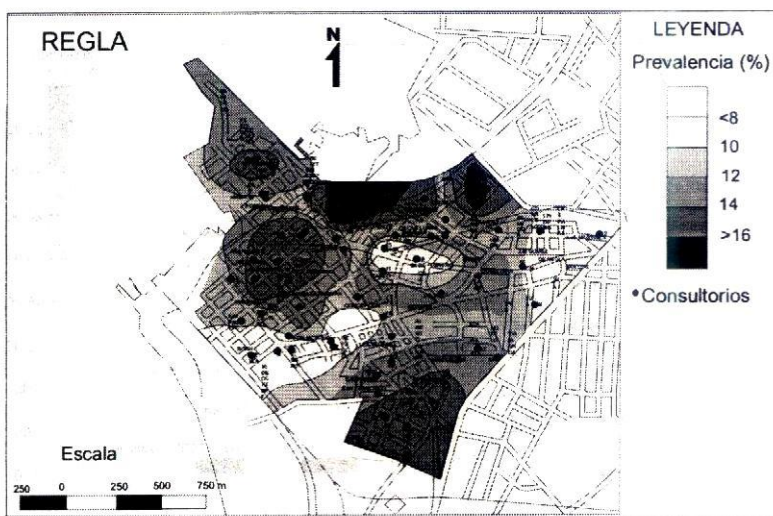 REGLA
N
LEYENDA
Prevalencia (%)
<8
10
12
14
>16
Consultorios
Escala
250 0 250 500 750 m